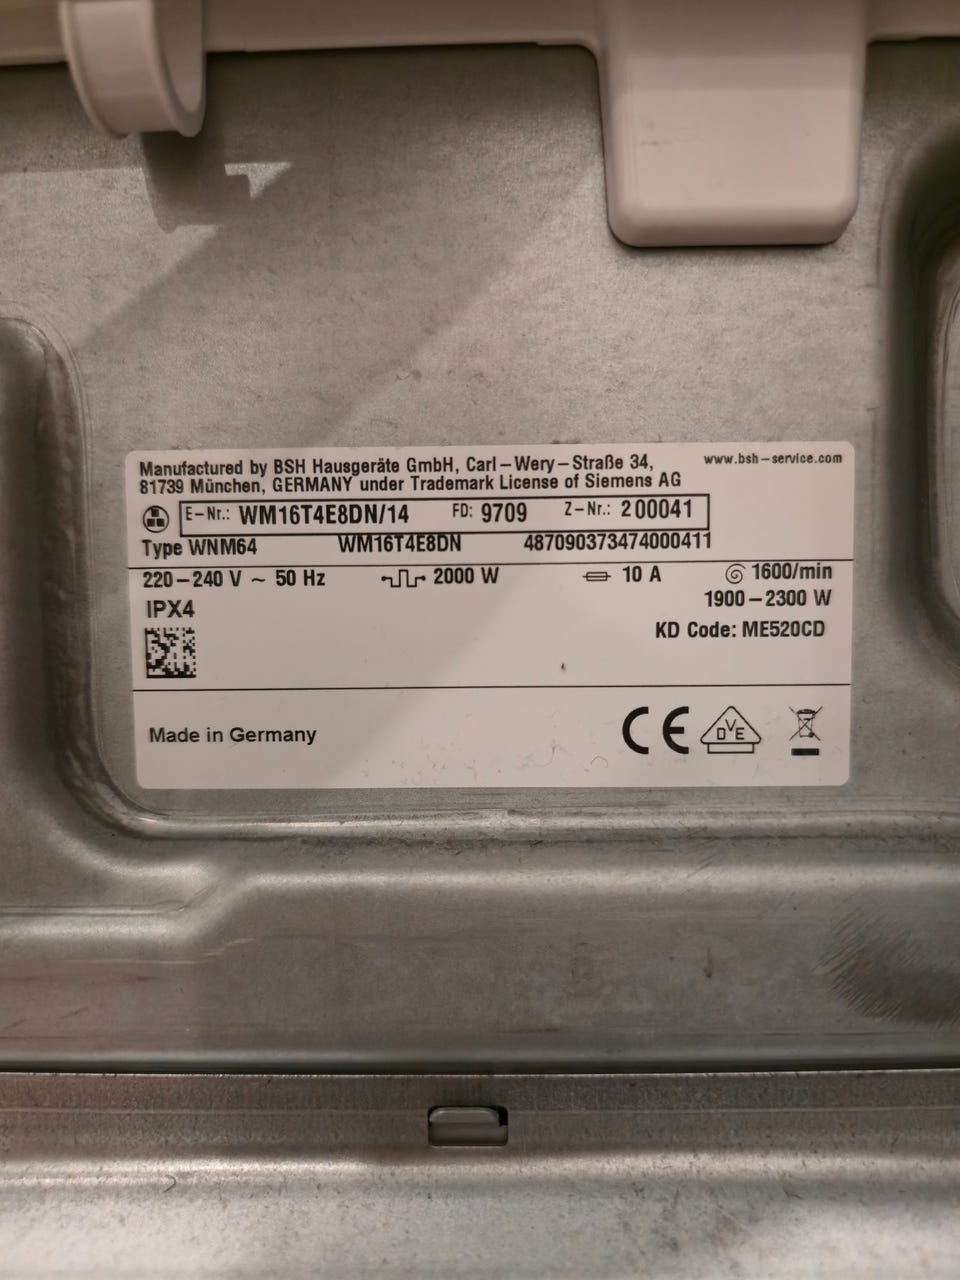 Manufactured by BSH Hausgeräte GmbH, Carl-Wery-Straße 34, www.bsh-service.com
81739 München, GERMANY under Trademark License of Siemens AG
E-Nr.: WM16T4E8DN/14 FD: 9709 Z-Nr.: 200041
Type WNM64 WM16T4E8DN 487090373474000411
220-240 V ~ 50 Hz 2000 W 10 A 1600/min
IPX4 1900-2300 W
KD Code: ME520CD
Made in Germany CE DVE